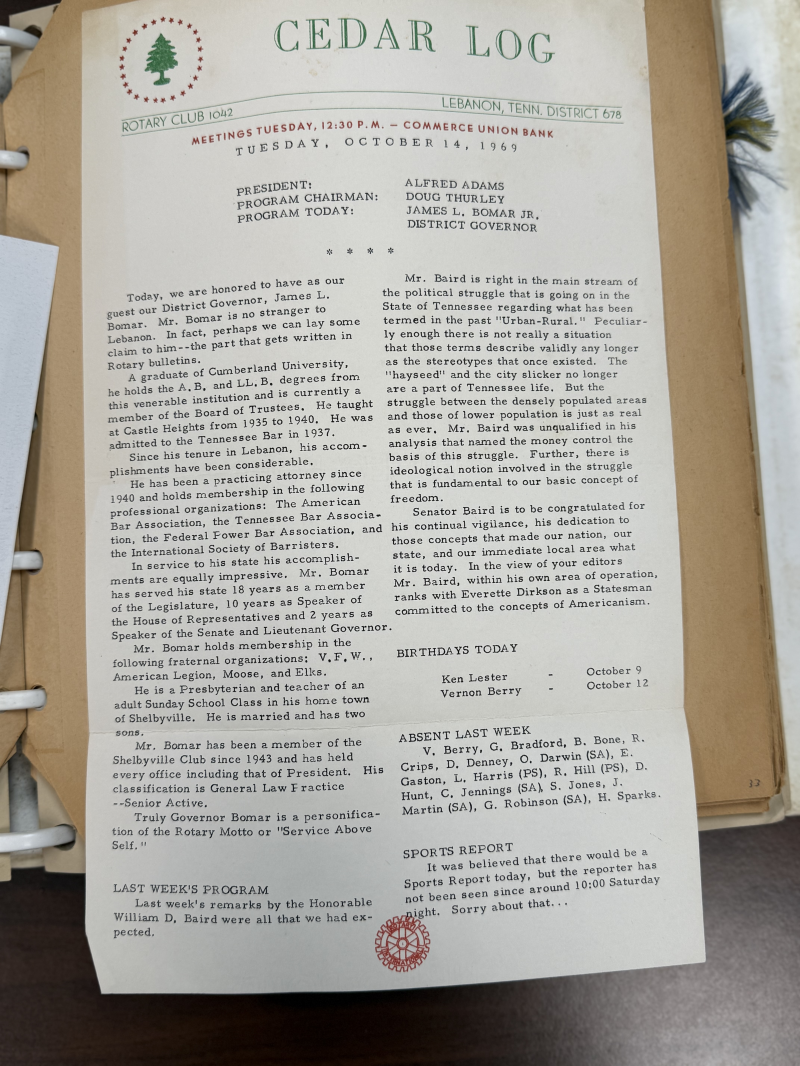 CEDAR LOG
ROTARY CLUB 1042
LEBANON, TENN. DISTRICT 678
MEETINGS TUESDAY, 12:30 P.M. — COMMERCE UNION BANK
TUESDAY, OCTOBER 14, 1969
PRESIDENT: ALFRED ADAMS
PROGRAM CHAIRMAN: DOUG THURLEY
PROGRAM TODAY: JAMES L. BOMAR JR.
DISTRICT GOVERNOR
* * * *
Today, we are honored to have as our
guest our District Governor, James L.
Bomar. Mr. Bomar is no stranger to
Lebanon. In fact, perhaps we can lay some
claim to him--the part that gets written in
Rotary bulletins.
A graduate of Cumberland University,
he holds the A.B. and LL.B. degrees from
this venerable institution and is currently a
member of the Board of Trustees. He taught
at Castle Heights from 1935 to 1940. He was
admitted to the Tennessee Bar in 1937.
Since his tenure in Lebanon, his accom-
plishments have been considerable.
He has been a practicing attorney since
1940 and holds membership in the following
professional organizations: The American
Bar Association, the Tennessee Bar Associa-
tion, the Federal Power Bar Association, and
the International Society of Barristers.
In service to his state his accomplish-
ments are equally impressive. Mr. Bomar
has served his state 18 years as a member
of the Legislature, 10 years as Speaker of
the House of Representatives and 2 years as
Speaker of the Senate and Lieutenant Governor.
Mr. Bomar holds membership in the
following fraternal organizations: V.F.W.,
American Legion, Moose, and Elks.
He is a Presbyterian and teacher of an
adult Sunday School Class in his home town
of Shelbyville. He is married and has two
sons.
Mr. Bomar has been a member of the
Shelbyville Club since 1943 and has held
every office including that of President. His
classification is General Law Fractice
--Senior Active.
Truly Governor Bomar is a personifica-
tion of the Rotary Motto or "Service Above
Self."
LAST WEEK'S PROGRAM
Last week's remarks by the Honorable
William D. Baird were all that we had ex-
pected.
Mr. Baird is right in the main stream of
the political struggle that is going on in the
State of Tennessee regarding what has been
termed in the past "Urban-Rural." Peculiar-
ly enough there is not really a situation
that those terms describe validly any longer
as the stereotypes that once existed. The
"hayseed" and the city slicker no longer
are a part of Tennessee life. But the
struggle between the densely populated areas
and those of lower population is just as real
as ever. Mr. Baird was unqualified in his
analysis that named the money control the
basis of this struggle. Further, there is
ideological notion involved in the struggle
that is fundamental to our basic concept of
freedom.
Senator Baird is to be congratulated for
his continual vigilance, his dedication to
those concepts that made our nation, our
state, and our immediate local area what
it is today. In the view of your editors
Mr. Baird, within his own area of operation,
ranks with Everette Dirkson as a Statesman
committed to the concepts of Americanism.
BIRTHDAYS TODAY
Ken Lester - October 9
Vernon Berry - October 12
ABSENT LAST WEEK
V. Berry, G. Bradford, B. Bone, R.
Crips, D. Denney, O. Darwin (SA), E.
Gaston, L. Harris (PS), R. Hill (PS), D.
Hunt, C. Jennings (SA), S. Jones, J.
Martin (SA), G. Robinson (SA), H. Sparks.
SPORTS REPORT
It was believed that there would be a
Sports Report today, but the reporter has
not been seen since around 10:00 Saturday
night. Sorry about that...
ROTARY
INTERNATIONAL
33